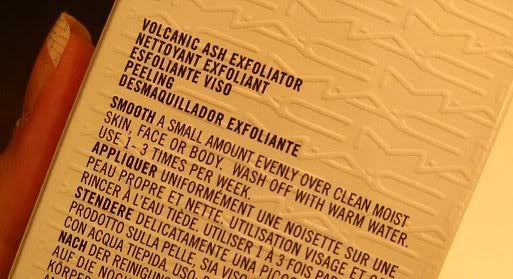 VOLCANIC ASH EXFOLIATOR
NETTOYANT EXFOLIANT
ESFOLIANTE VISO
PEELING
DESMAQUILLADOR EXFOLIANTE
SMOOTH A SMALL AMOUNT EVENLY OVER CLEAN MOIST
SKIN, FACE OR BODY. WASH OFF WITH WARM WATER.
USE 1-3 TIMES PER WEEK.
APPLIQUER UNIFORMÉMENT UNE NOISETTE SUR UNE
PEAU PROPRE ET NETTE. UTILISATION VISAGE ET
RINCER À L'EAU TIÈDE. UTILISER 1 À 3 FOIS PAR
STENDERE DELICATAMENTE UNA
PRODOTTO SULLA PELLE, SIA
CON ACQUA TIEPIDA. USO
NACH DER REINIGUNG
AUF DIE